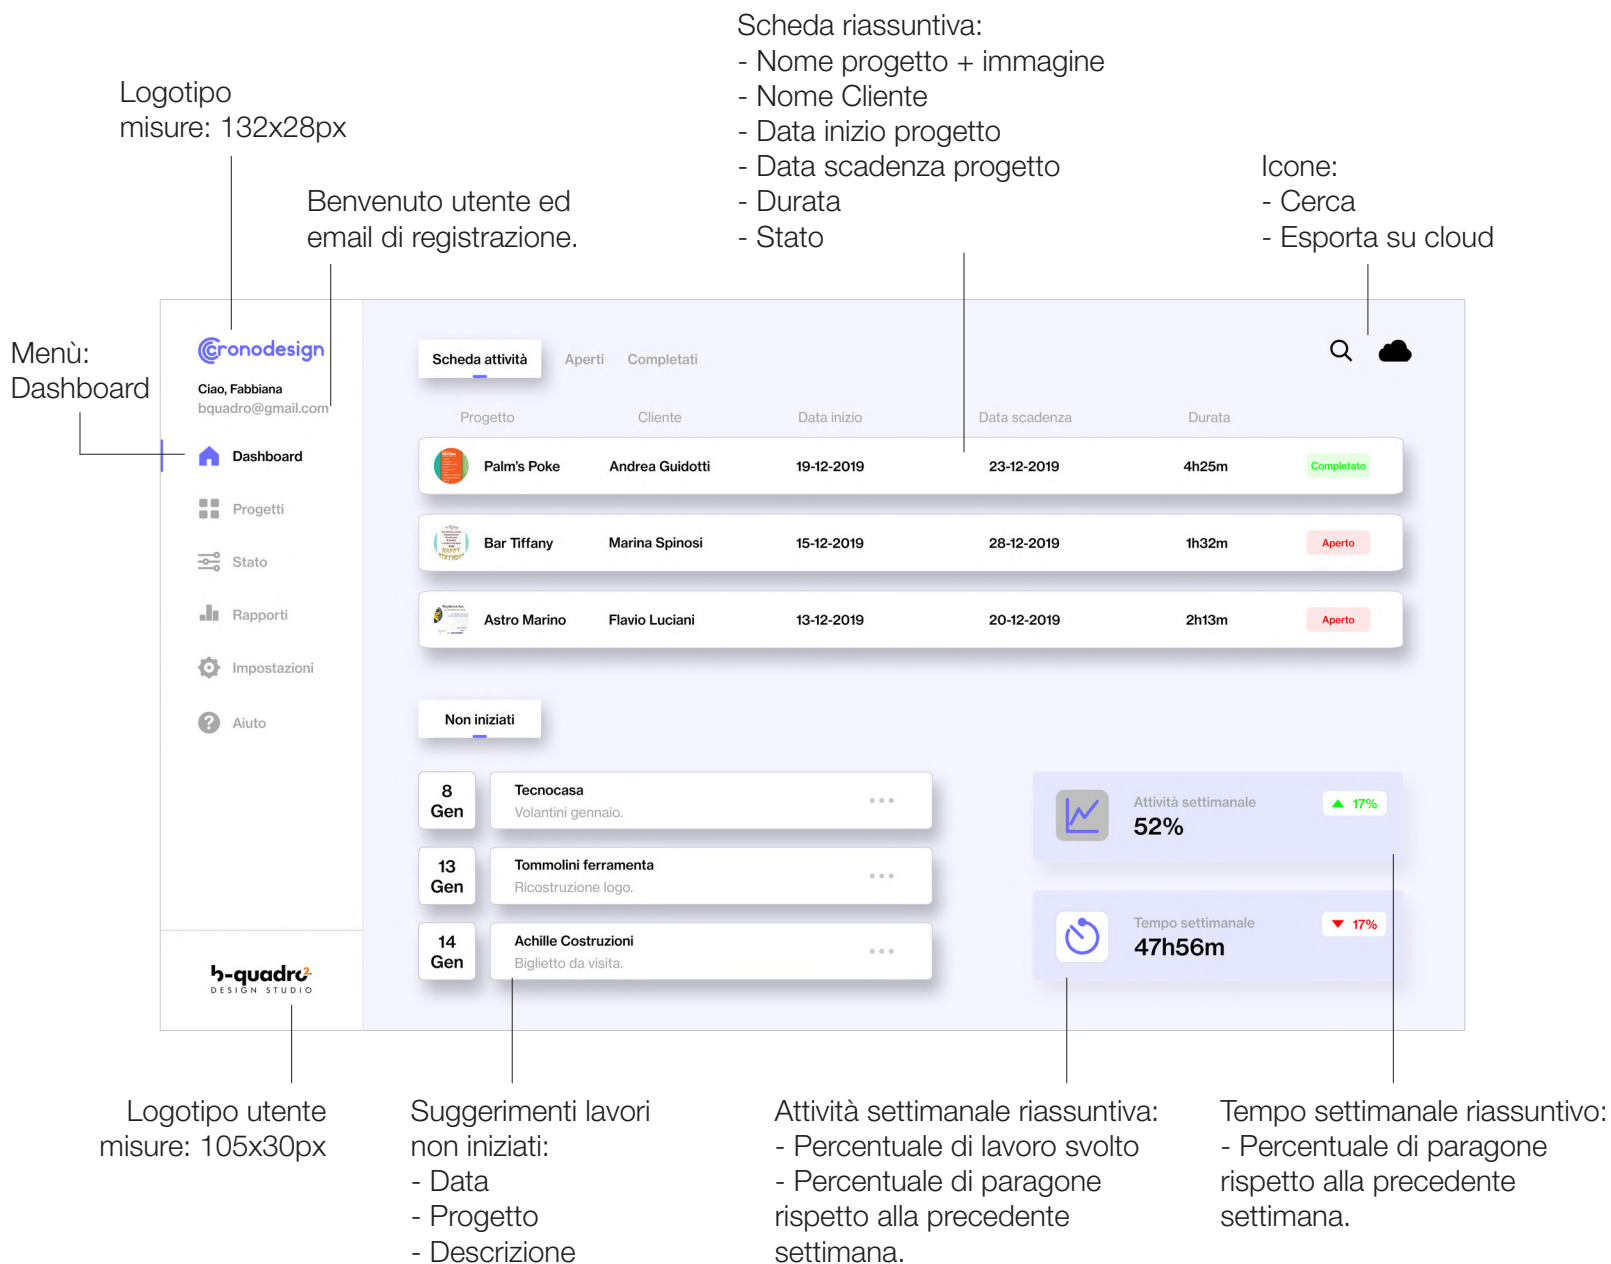 Scheda riassuntiva:
- Nome progetto + immagine
- Nome Cliente
- Data inizio progetto
- Data scadenza progetto
- Durata
- Stato
Logotipo
misure: 132x28px
Benvenuto utente ed
email di registrazione.
Icone:
- Cerca
- Esporta su cloud
Menù:
Dashboard
cronodesign
Ciao, Fabbiana
bquadro@gmail.com
Dashboard
Progetti
Stato
Rapporti
Impostazioni
Aiuto
b-quadro2
DESIGN STUDIO
Scheda attività Aperti Completati
Progetto Cliente Data inizio Data scadenza Durata
Palm's Poke Andrea Guidotti 19-12-2019 23-12-2019 4h25m Completato
Bar Tiffany Marina Spinosi 15-12-2019 28-12-2019 1h32m Aperto
Astro Marino Flavio Luciani 13-12-2019 20-12-2019 2h13m Aperto
Non iniziati
8
Gen
Tecnocasa
Volantini gennaio.
13
Gen
Tommolini ferramenta
Ricostruzione logo.
14
Gen
Achille Costruzioni
Biglietto da visita.
Attività settimanale
52%
17%
Tempo settimanale
47h56m
17%
Logotipo utente
misure: 105x30px
Suggerimenti lavori
non iniziati:
- Data
- Progetto
- Descrizione
Attività settimanale riassuntiva:
- Percentuale di lavoro svolto
- Percentuale di paragone
rispetto alla precedente
settimana.
Tempo settimanale riassuntivo:
- Percentuale di paragone
rispetto alla precedente
settimana.